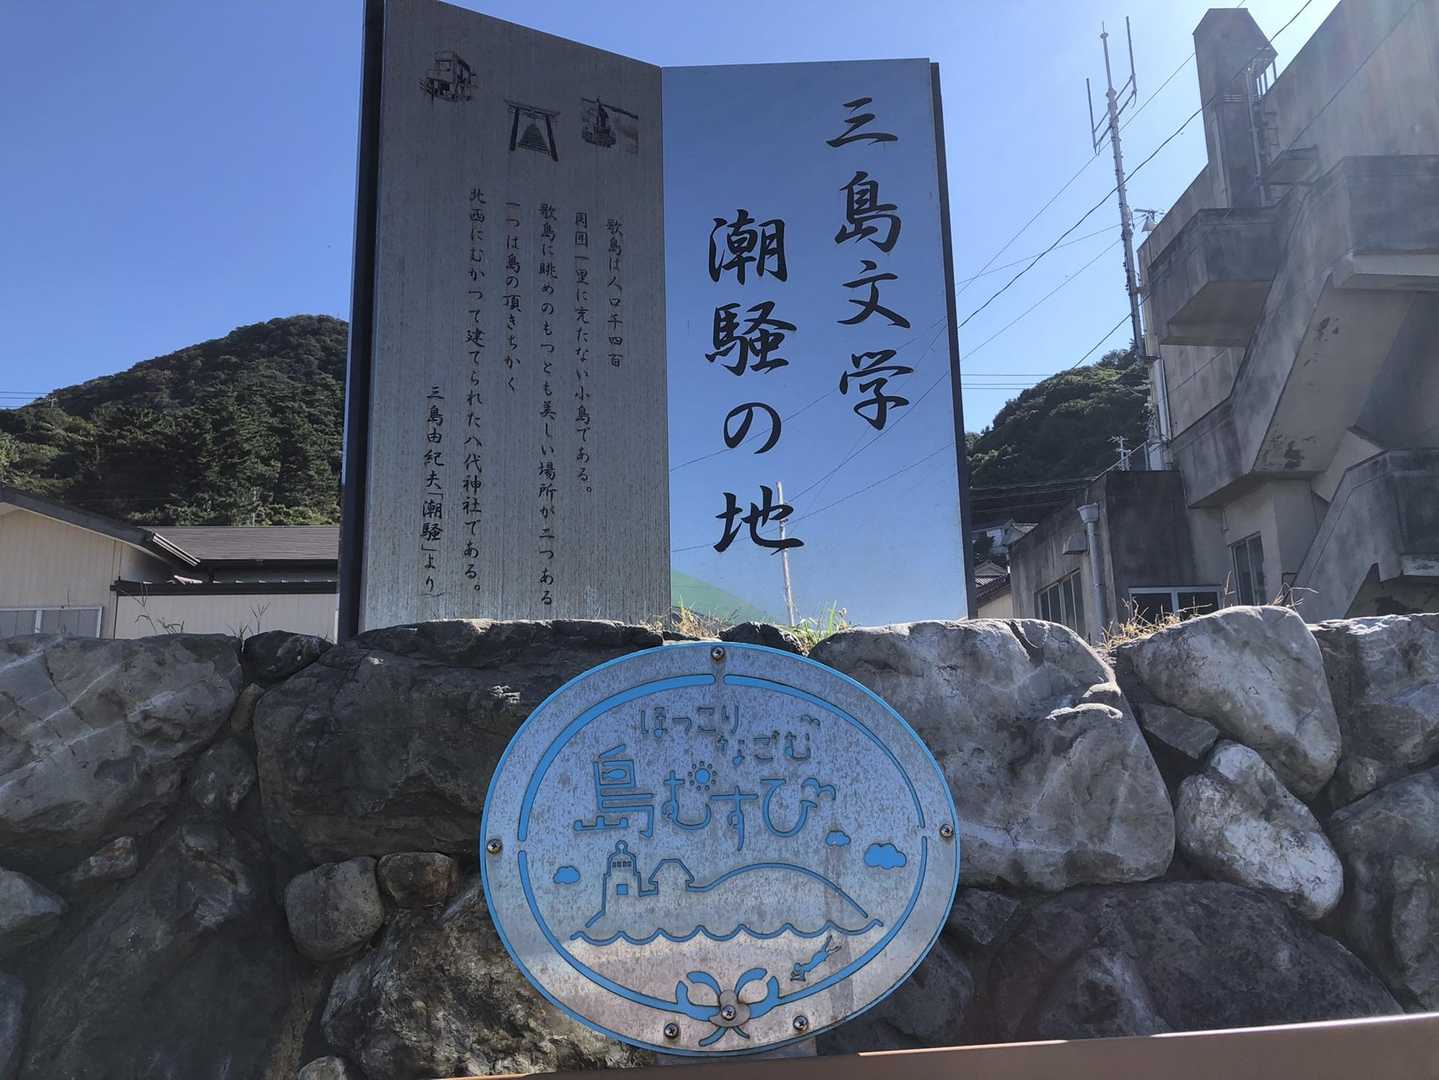 三島文学
潮騒の地
歌島は人口千四百
周囲一里に充たない小島である。
歌島に眺めのもっとも美しい場所が二つある
一つは島の頂きちかく
北西にむかって建てられた八代神社である。
三島由紀夫「潮騒」より
ほっこり
なごむ
島むすび